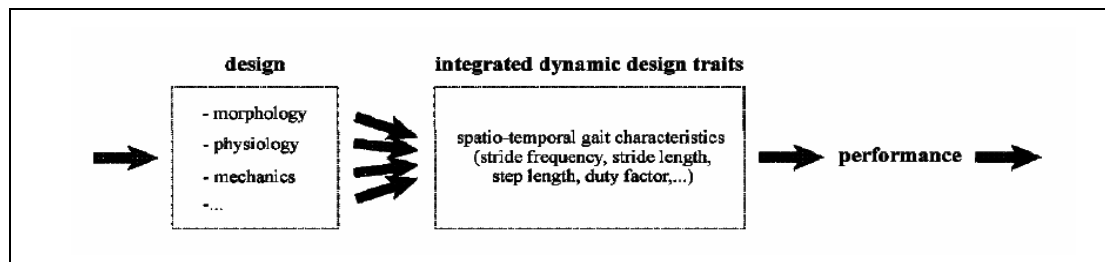 design
- morphology
- physiology
- mechanics
-...
integrated dynamic design traits
spatio-temporal gait characteristics
(stride frequency, stride length,
step length, duty factor,...)
performance